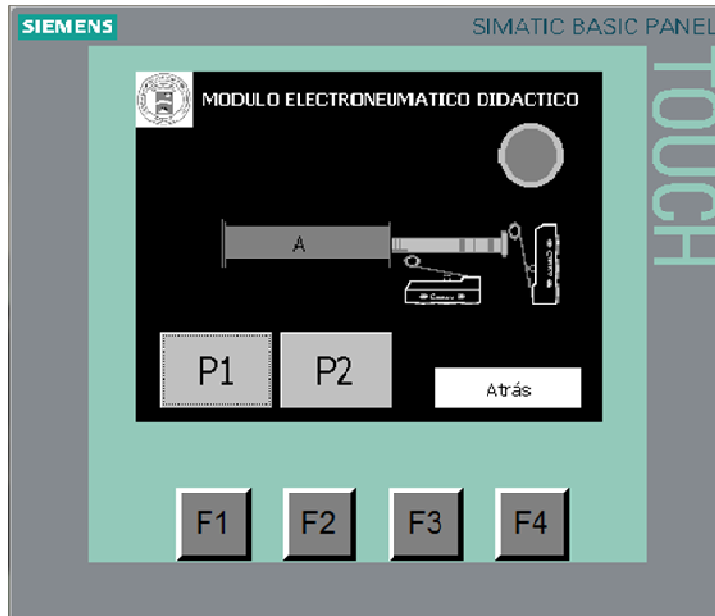 SIEMENS
SIMATIC BASIC PANEL
TOUCH
MODULO ELECTRONEUMATICO DIDACTICO
A
P1
P2
Atrás
F1
F2
F3
F4